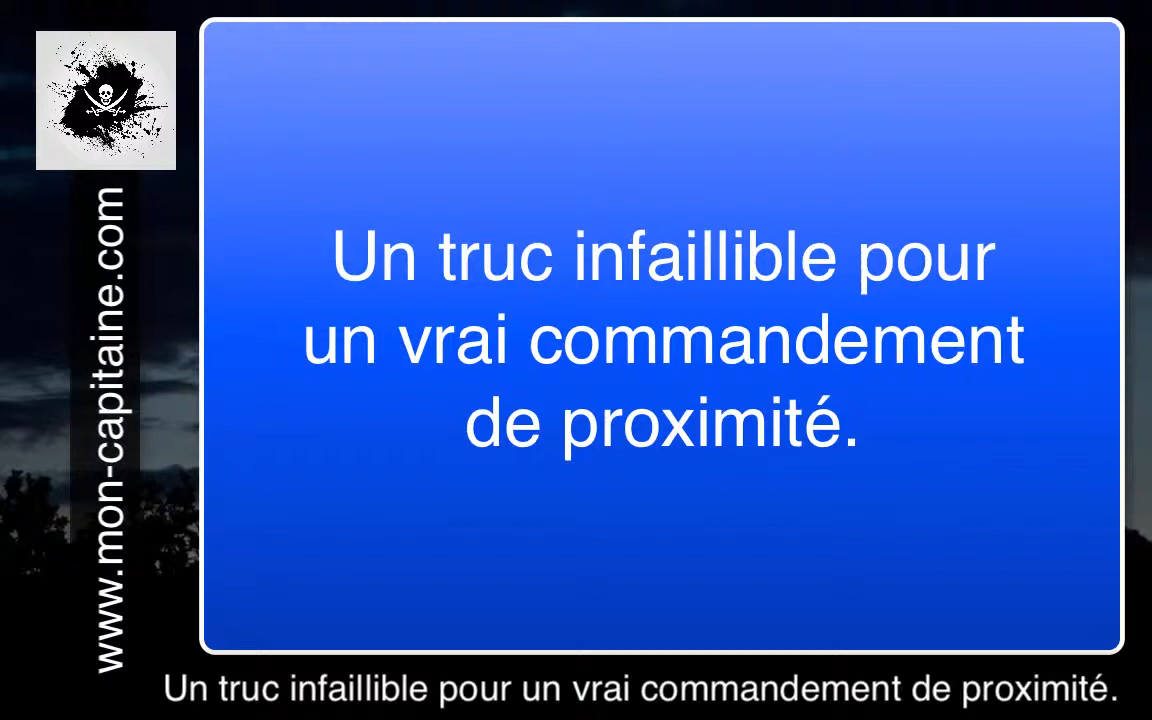 www.mon-capitaine.com
Un truc infaillible pour
un vrai commandement
de proximité.
Un truc infaillible pour un vrai commandement de proximité.